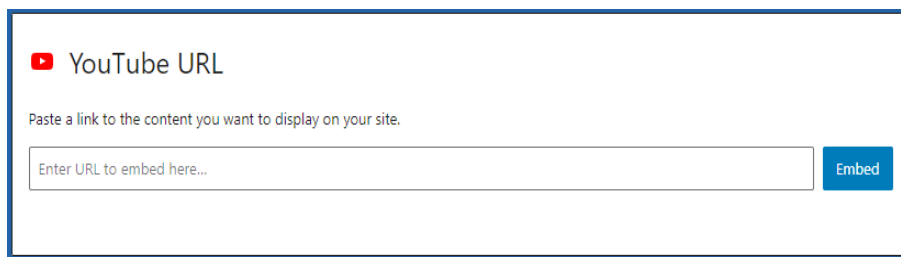 YouTube URL
Paste a link to the content you want to display on your site.
Enter URL to embed here...
Embed